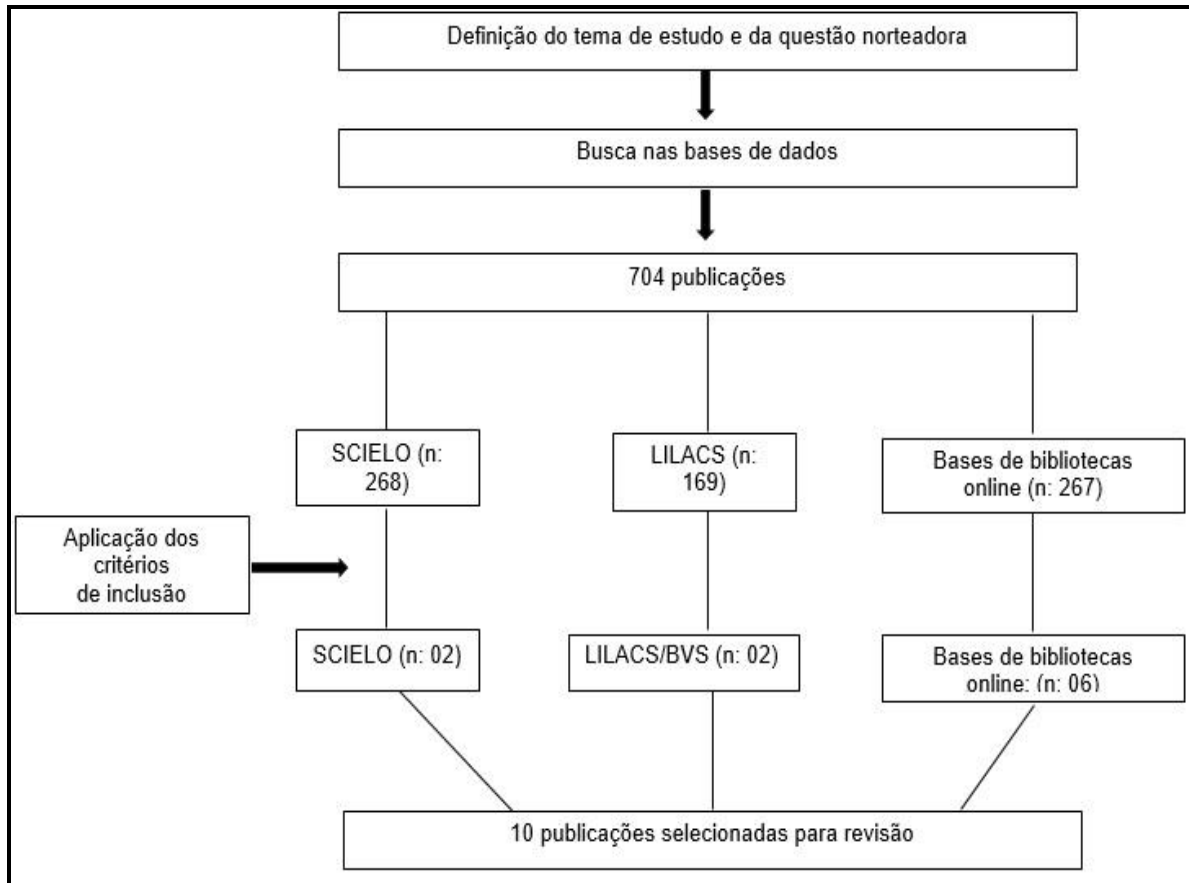 Definição do tema de estudo e da questão norteadora
Busca nas bases de dados
704 publicações
SCIELO (n:
268)
LILACS (n:
169)
Bases de bibliotecas
online (n: 267)
Aplicação dos
critérios
de inclusão
SCIELO (n: 02)
LILACS/BVS (n: 02)
Bases de bibliotecas
online: (n: 06)
10 publicações selecionadas para revisão